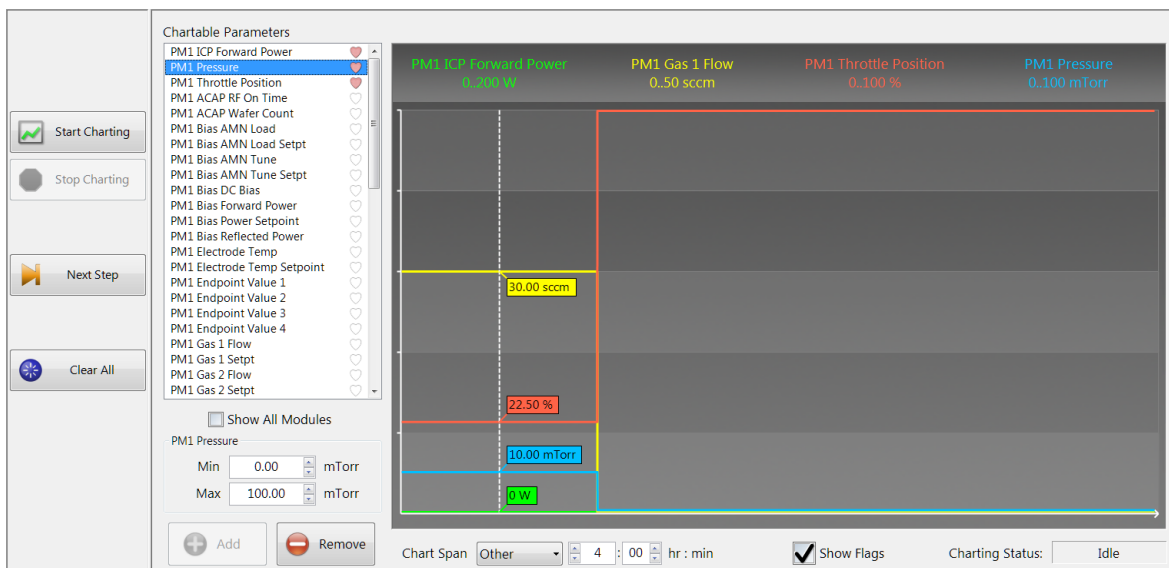 Start Charting
Stop Charting
Next Step
Clear All
Chartable Parameters
PM1 ICP Forward Power
PM1 Pressure
PM1 Throttle Position
PM1 ACAP RF On Time
PM1 ACAP Wafer Count
PM1 Bias AMN Load
PM1 Bias AMN Load Setpt
PM1 Bias AMN Tune
PM1 Bias AMN Tune Setpt
PM1 Bias DC Bias
PM1 Bias Forward Power
PM1 Bias Power Setpoint
PM1 Bias Reflected Power
PM1 Electrode Temp
PM1 Electrode Temp Setpoint
PM1 Endpoint Value 1
PM1 Endpoint Value 2
PM1 Endpoint Value 3
PM1 Endpoint Value 4
PM1 Gas 1 Flow
PM1 Gas 1 Setpt
PM1 Gas 2 Flow
PM1 Gas 2 Setpt
Show All Modules
PM1 Pressure
Min 0.00 mTorr
Max 100.00 mTorr
Add Remove
PM1 ICP Forward Power PM1 Gas 1 Flow PM1 Throttle Position PM1 Pressure
0..200 W 0..50 sccm 0..100 % 0..100 mTorr
30.00 sccm
22.50 %
10.00 mTorr
0 W
Chart Span Other 4 : 00 hr : min Show Flags Charting Status: Idle